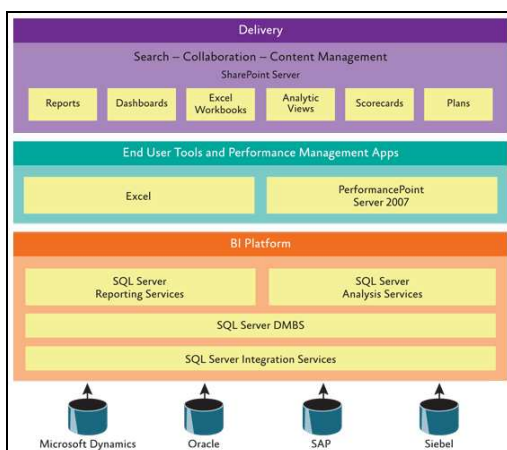 Delivery
Search – Collaboration – Content Management
SharePoint Server
Reports
Dashboards
Excel
Workbooks
Analytic
Views
Scorecards
Plans
End User Tools and Performance Management Apps
Excel
PerformancePoint
Server 2007
BI Platform
SQL Server
Reporting Services
SQL Server
Analysis Services
SQL Server DMBS
SQL Server Integration Services
Microsoft Dynamics
Oracle
SAP
Siebel